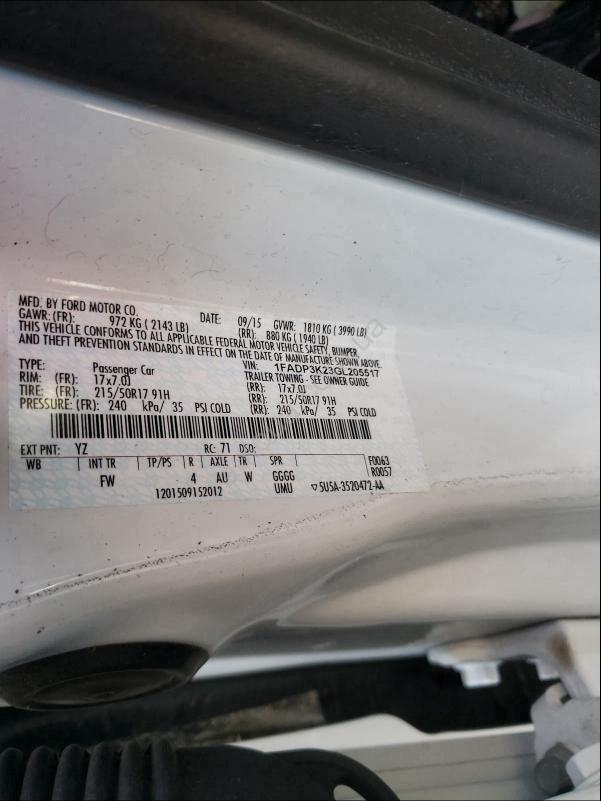 MFD. BY FORD MOTOR CO. DATE: 09/15 GVWR: 1810 KG ( 3990 LB)
GAWR: (FR): 972 KG ( 2143 LB) (RR): 880 KG ( 1940 LB)
THIS VEHICLE CONFORMS TO ALL APPLICABLE FEDERAL MOTOR VEHICLE SAFETY, BUMPER,
AND THEFT PREVENTION STANDARDS IN EFFECT ON THE DATE OF MANUFACTURE SHOWN ABOVE.
TYPE: Passenger Car VIN: 1FADP3K23GL205517
TRAILER TOWING - SEE OWNER GUIDE
RIM: (FR): 17x7.0J (RR): 17x7.0J
TIRE: (FR): 215/50R17 91H (RR): 215/50R17 91H
PRESSURE: (FR): 240 kPa/ 35 PSI COLD (RR): 240 kPa/ 35 PSI COLD
EXT PNT: YZ RC: 71 DSO: F0063
WB INT TR TP/PS R AXLE TR SPR R0057
FW 4 AU W GGGG
1201509152012 UMU ▽5U5A-3520472-AA